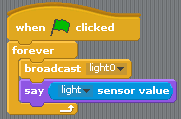 when clicked
forever
broadcast light0
say light sensor value